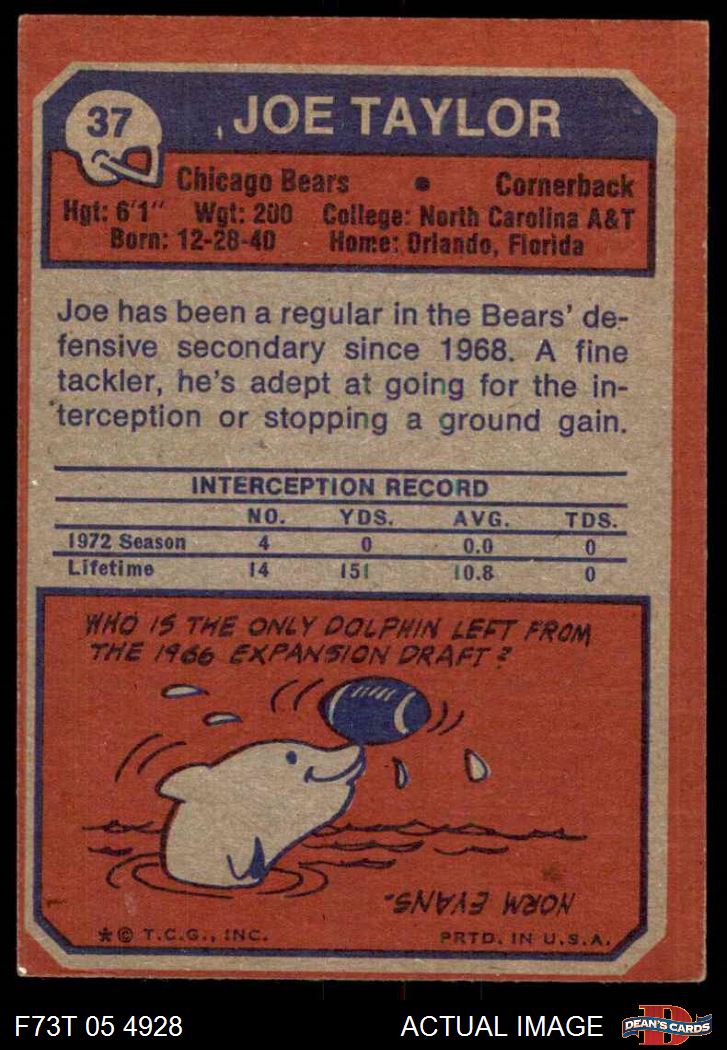 37
JOE TAYLOR
Chicago Bears • Cornerback
Hgt: 6'1" Wgt: 200 College: North Carolina A&T
Born: 12-28-40 Home: Orlando, Florida
Joe has been a regular in the Bears' de-
fensive secondary since 1968. A fine
tackler, he's adept at going for the in-
terception or stopping a ground gain.
INTERCEPTION RECORD
NO. YDS. AVG. TDS.
1972 Season 4 0 0.0 0
Lifetime 14 151 10.8 0
WHO IS THE ONLY DOLPHIN LEFT FROM
THE 1966 EXPANSION DRAFT?
NORM EVANS.
*© T.C.G., INC. PRTD. IN U.S.A.
F73T 05 4928 ACTUAL IMAGE D DEAN'S CARDS